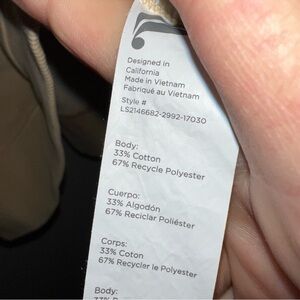 Designed in
California
Made in Vietnam
Fabriqué au Vietnam
Style #
LS2146682-2992-17030
Body:
33% Cotton
67% Recycle Polyester
Cuerpo:
33% Algodón
67% Reciclar Poliéster
Corps:
33% Coton
67% Recycler le Polyester
Body: